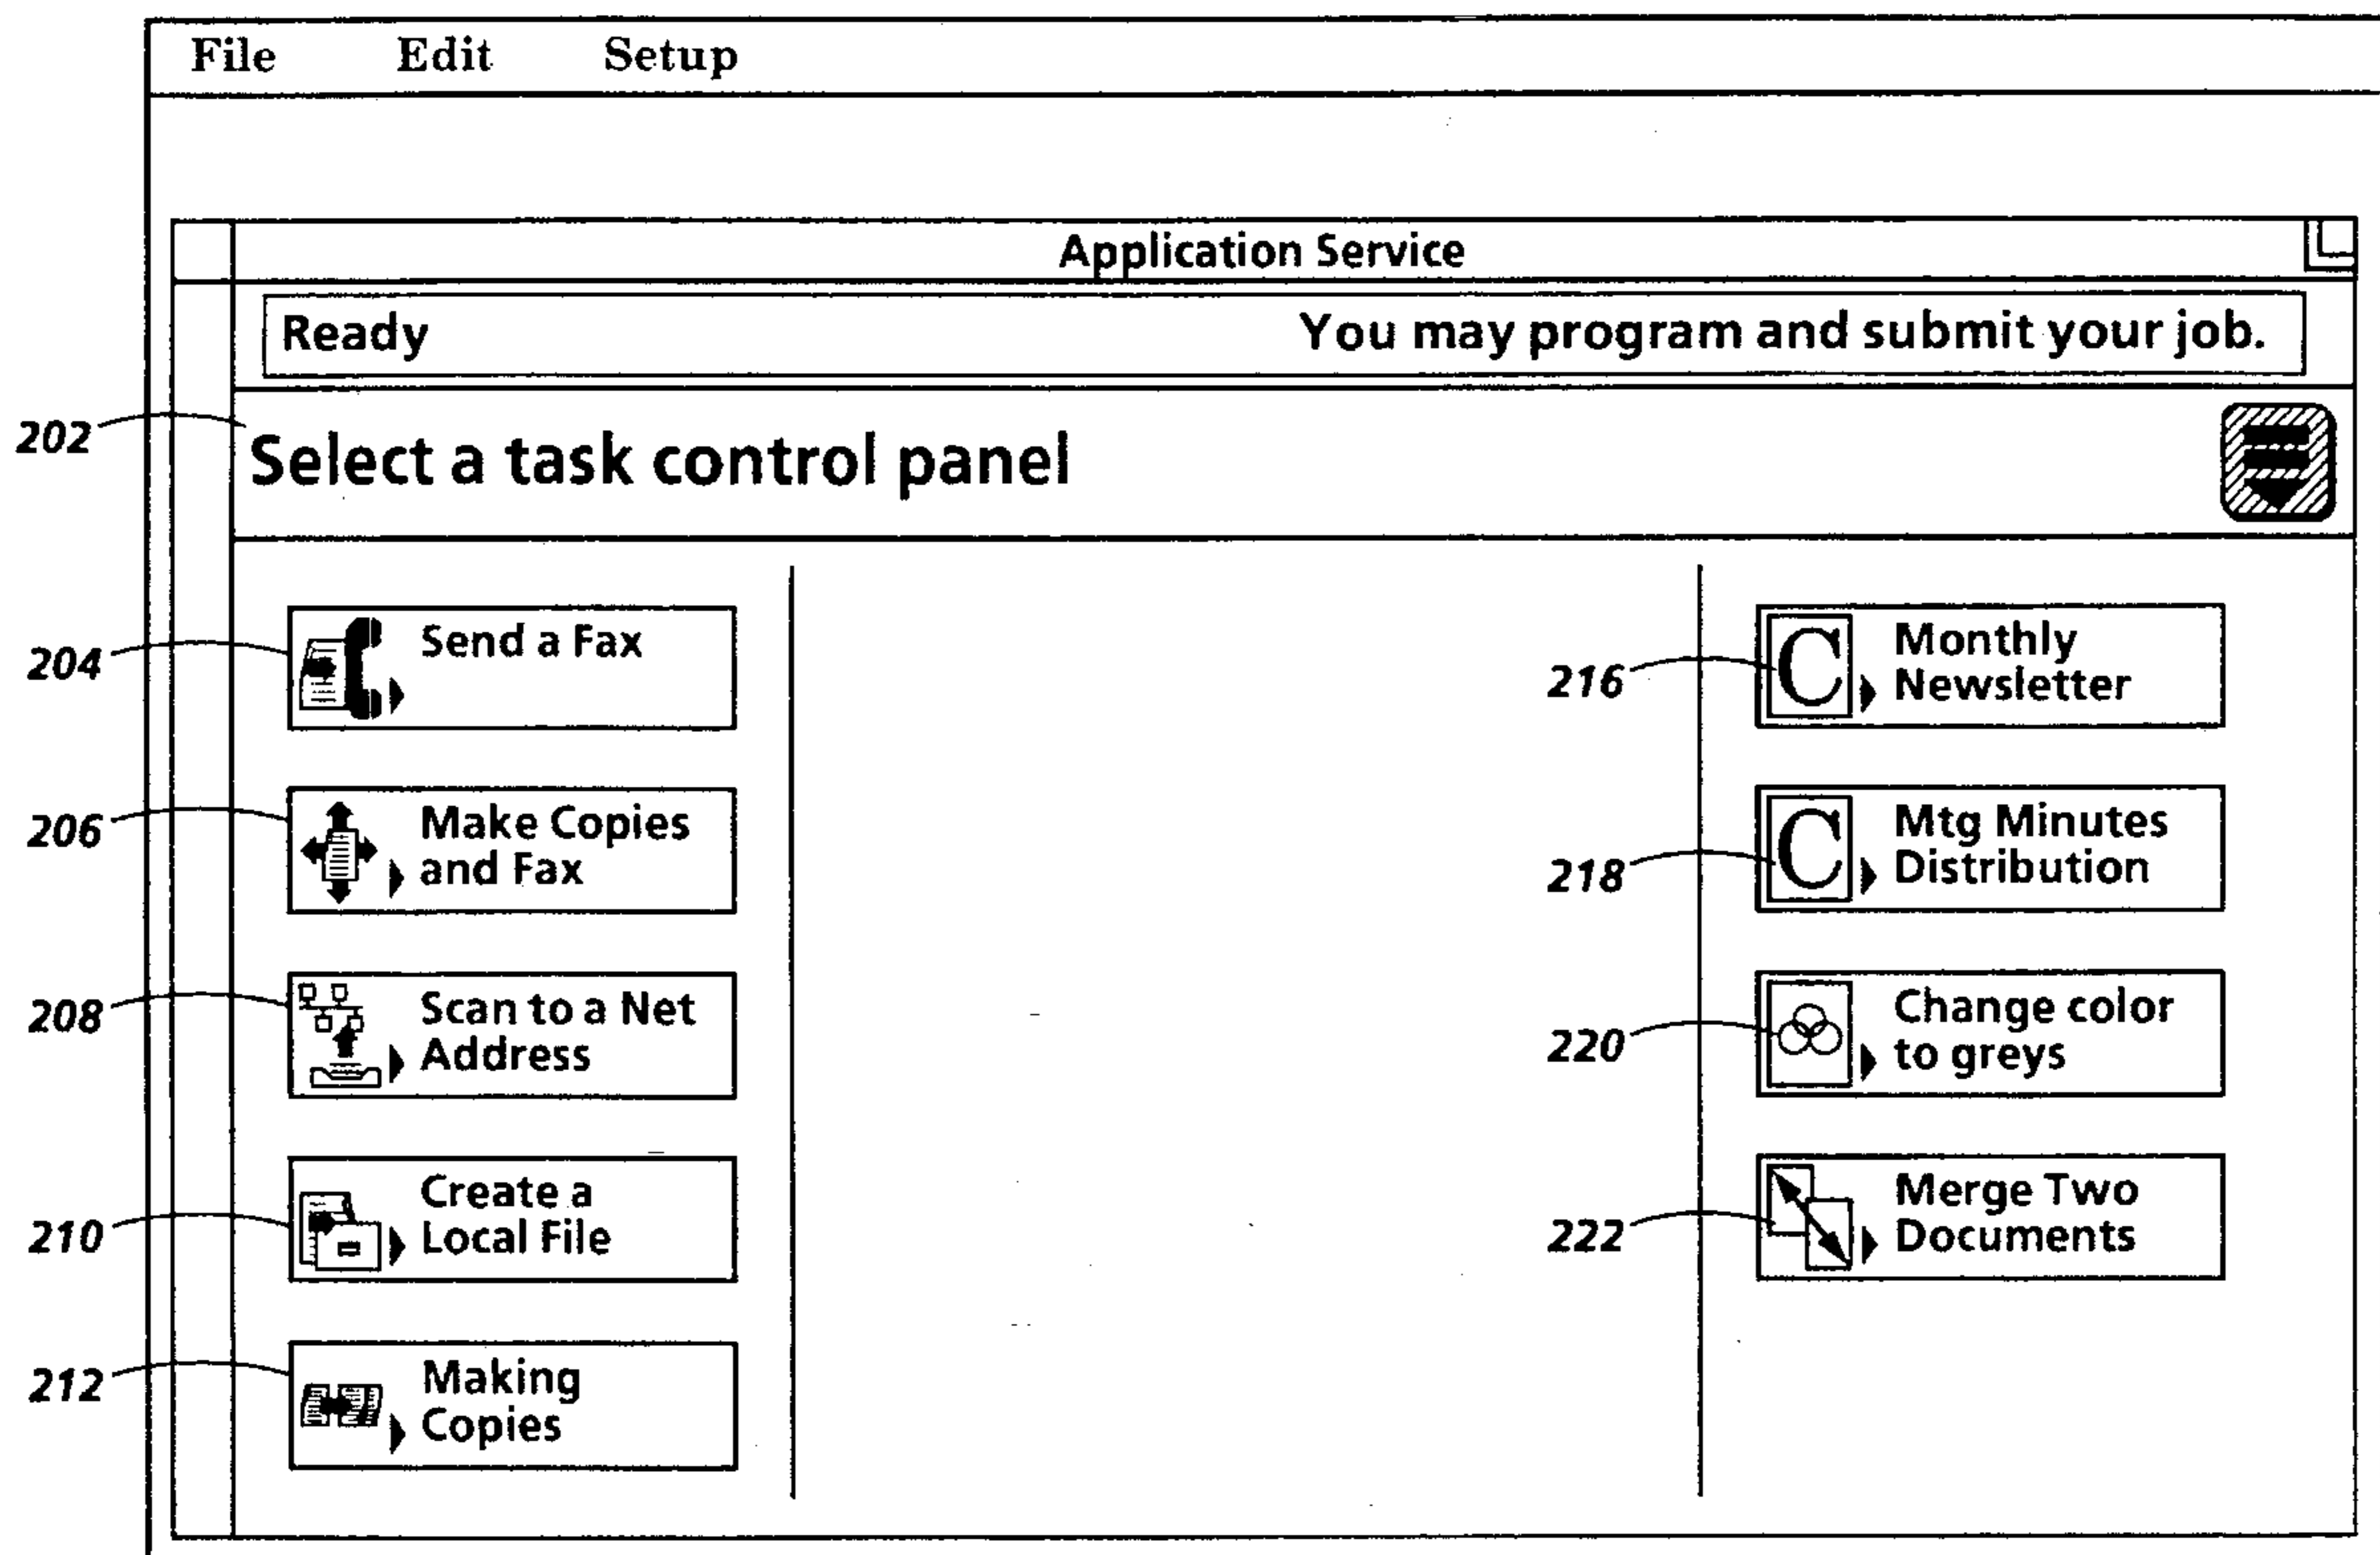 File Edit Setup
Application Service
Ready You may program and submit your job.
202
Select a task control panel
204
Send a Fax
206
Make Copies
and Fax
208
Scan to a Net
Address
210
Create a
Local File
212
Making
Copies
216
C
Monthly
Newsletter
218
C
Mtg Minutes
Distribution
220
Change color
to greys
222
Merge Two
Documents